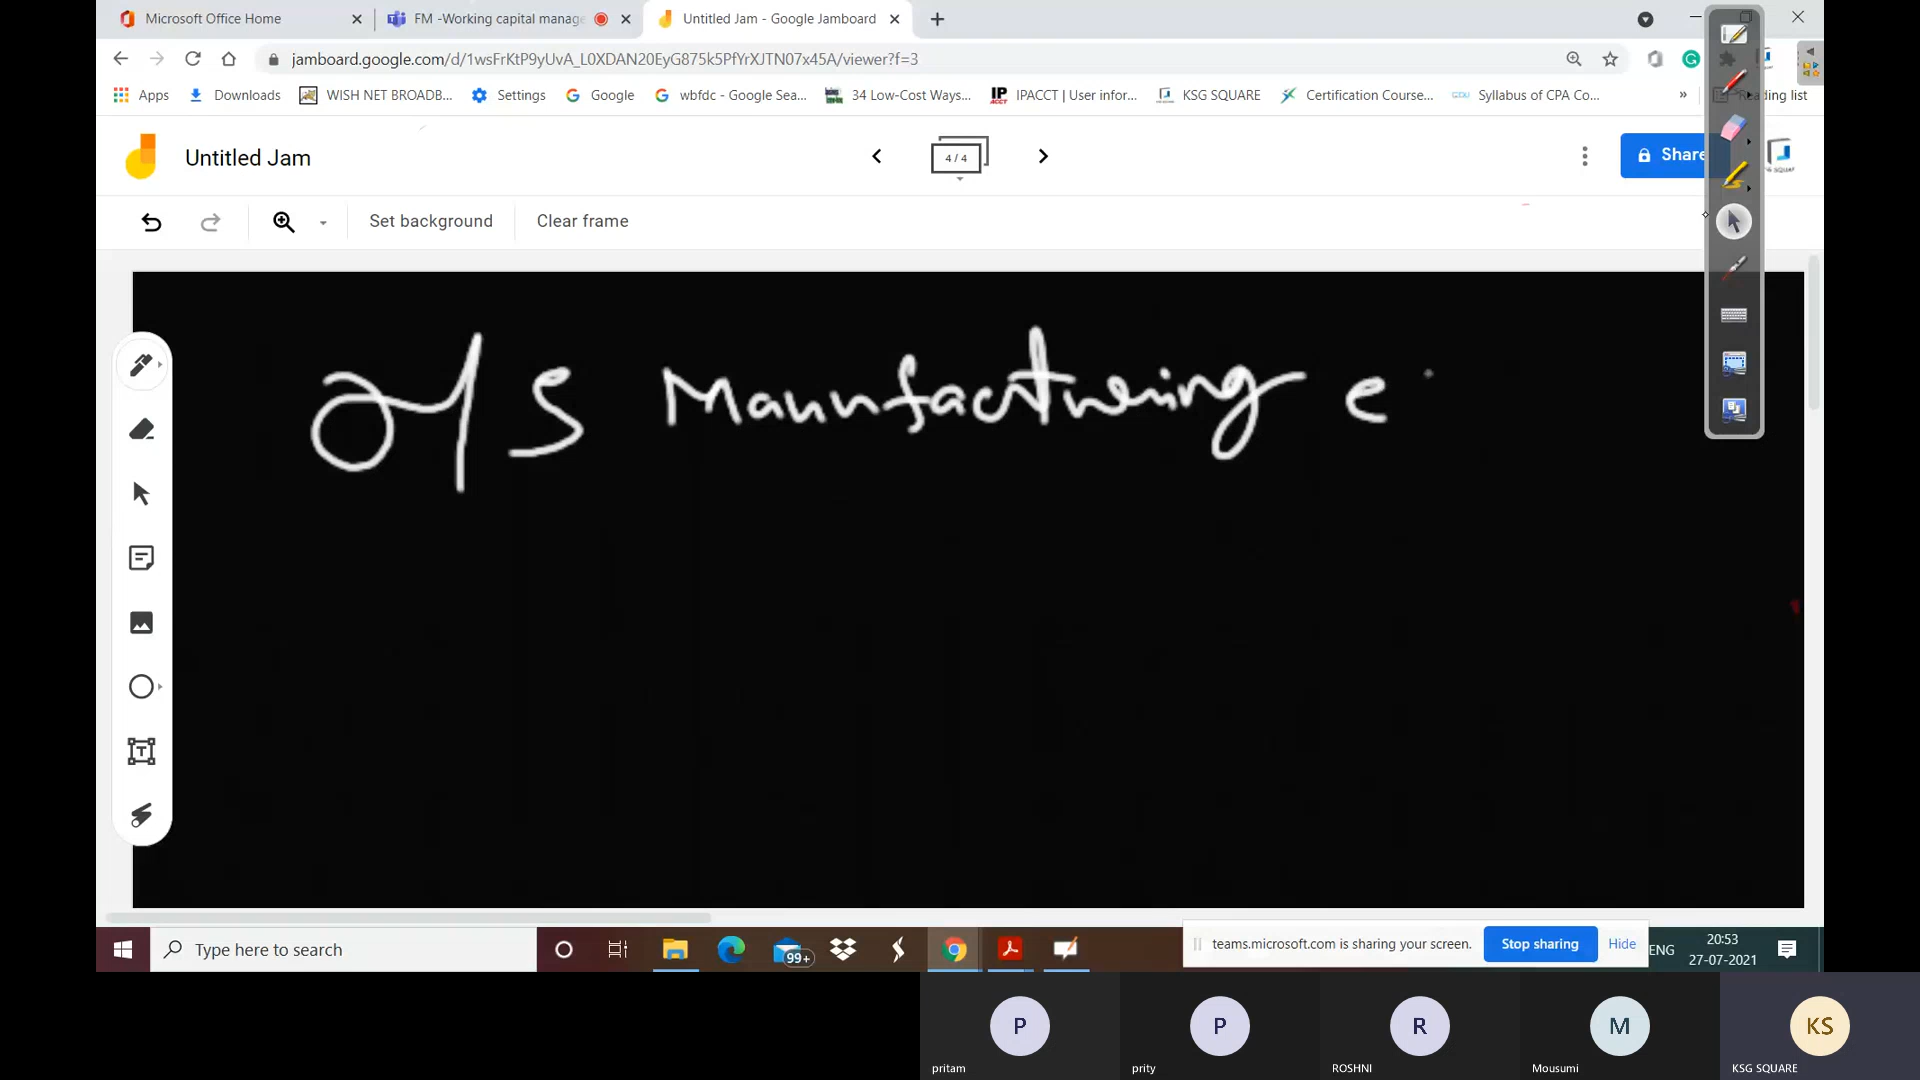 Microsoft Office Home
FM -Working capital manage
Untitled Jam - Google Jamboard
jamboard.google.com/d/1wsFrKtP9yUvA_L0XDAN20EyG875k5PfYrXJTN07x45A/viewer?f=3
Apps Downloads WISH NET BROADB... Settings Google wbfdc - Google Sea... 34 Low-Cost Ways... IPACCT | User infor... KSG SQUARE Certification Course... Syllabus of CPA Co... » Reading list
Untitled Jam
4 / 4
Share
Set background Clear frame
O/S Manufacturing e
Type here to search
99+
teams.microsoft.com is sharing your screen. Stop sharing Hide
ENG
20:53
27-07-2021
P P R M KS
pritam prity ROSHNI Mousumi KSG SQUARE